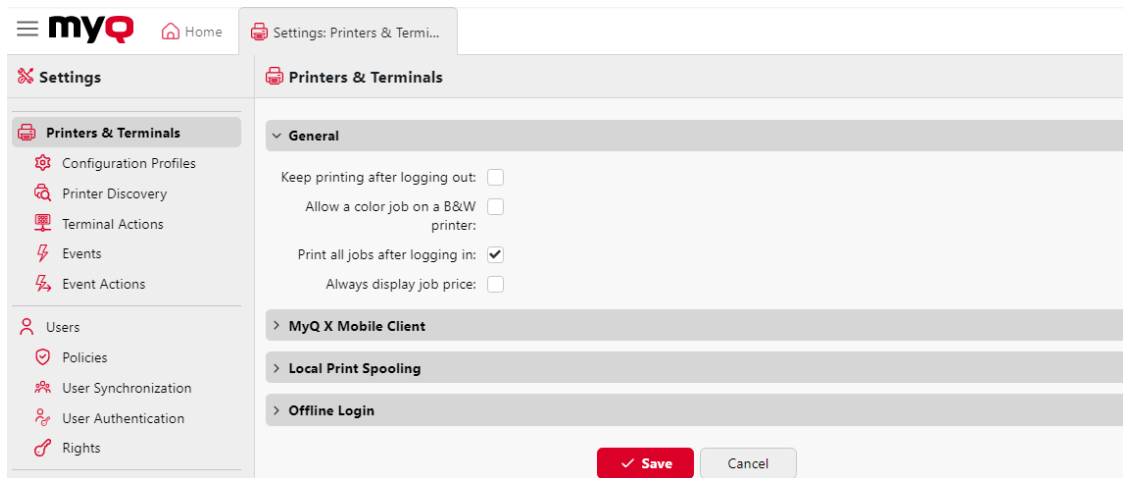 myQ
Home
Settings: Printers & Termi...
Settings
Printers & Terminals
Printers & Terminals
Configuration Profiles
Printer Discovery
Terminal Actions
Events
Event Actions
Users
Policies
User Synchronization
User Authentication
Rights
General
Keep printing after logging out:
Allow a color job on a B&W
printer:
Print all jobs after logging in:
Always display job price:
MyQ X Mobile Client
Local Print Spooling
Offline Login
Save
Cancel